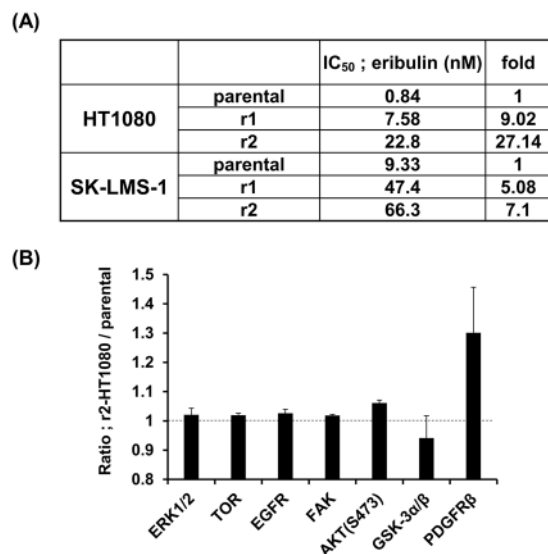 (A)
IC50 ; eribulin (nM) fold
HT1080 parental 0.84 1
r1 7.58 9.02
r2 22.8 27.14
SK-LMS-1 parental 9.33 1
r1 47.4 5.08
r2 66.3 7.1
(B)
Ratio ; r2-HT1080 / parental
1.5
1.4
1.3
1.2
1.1
1
0.9
0.8
ERK1/2 TOR EGFR FAK AKT(S473) GSK-3α/β PDGFRβ